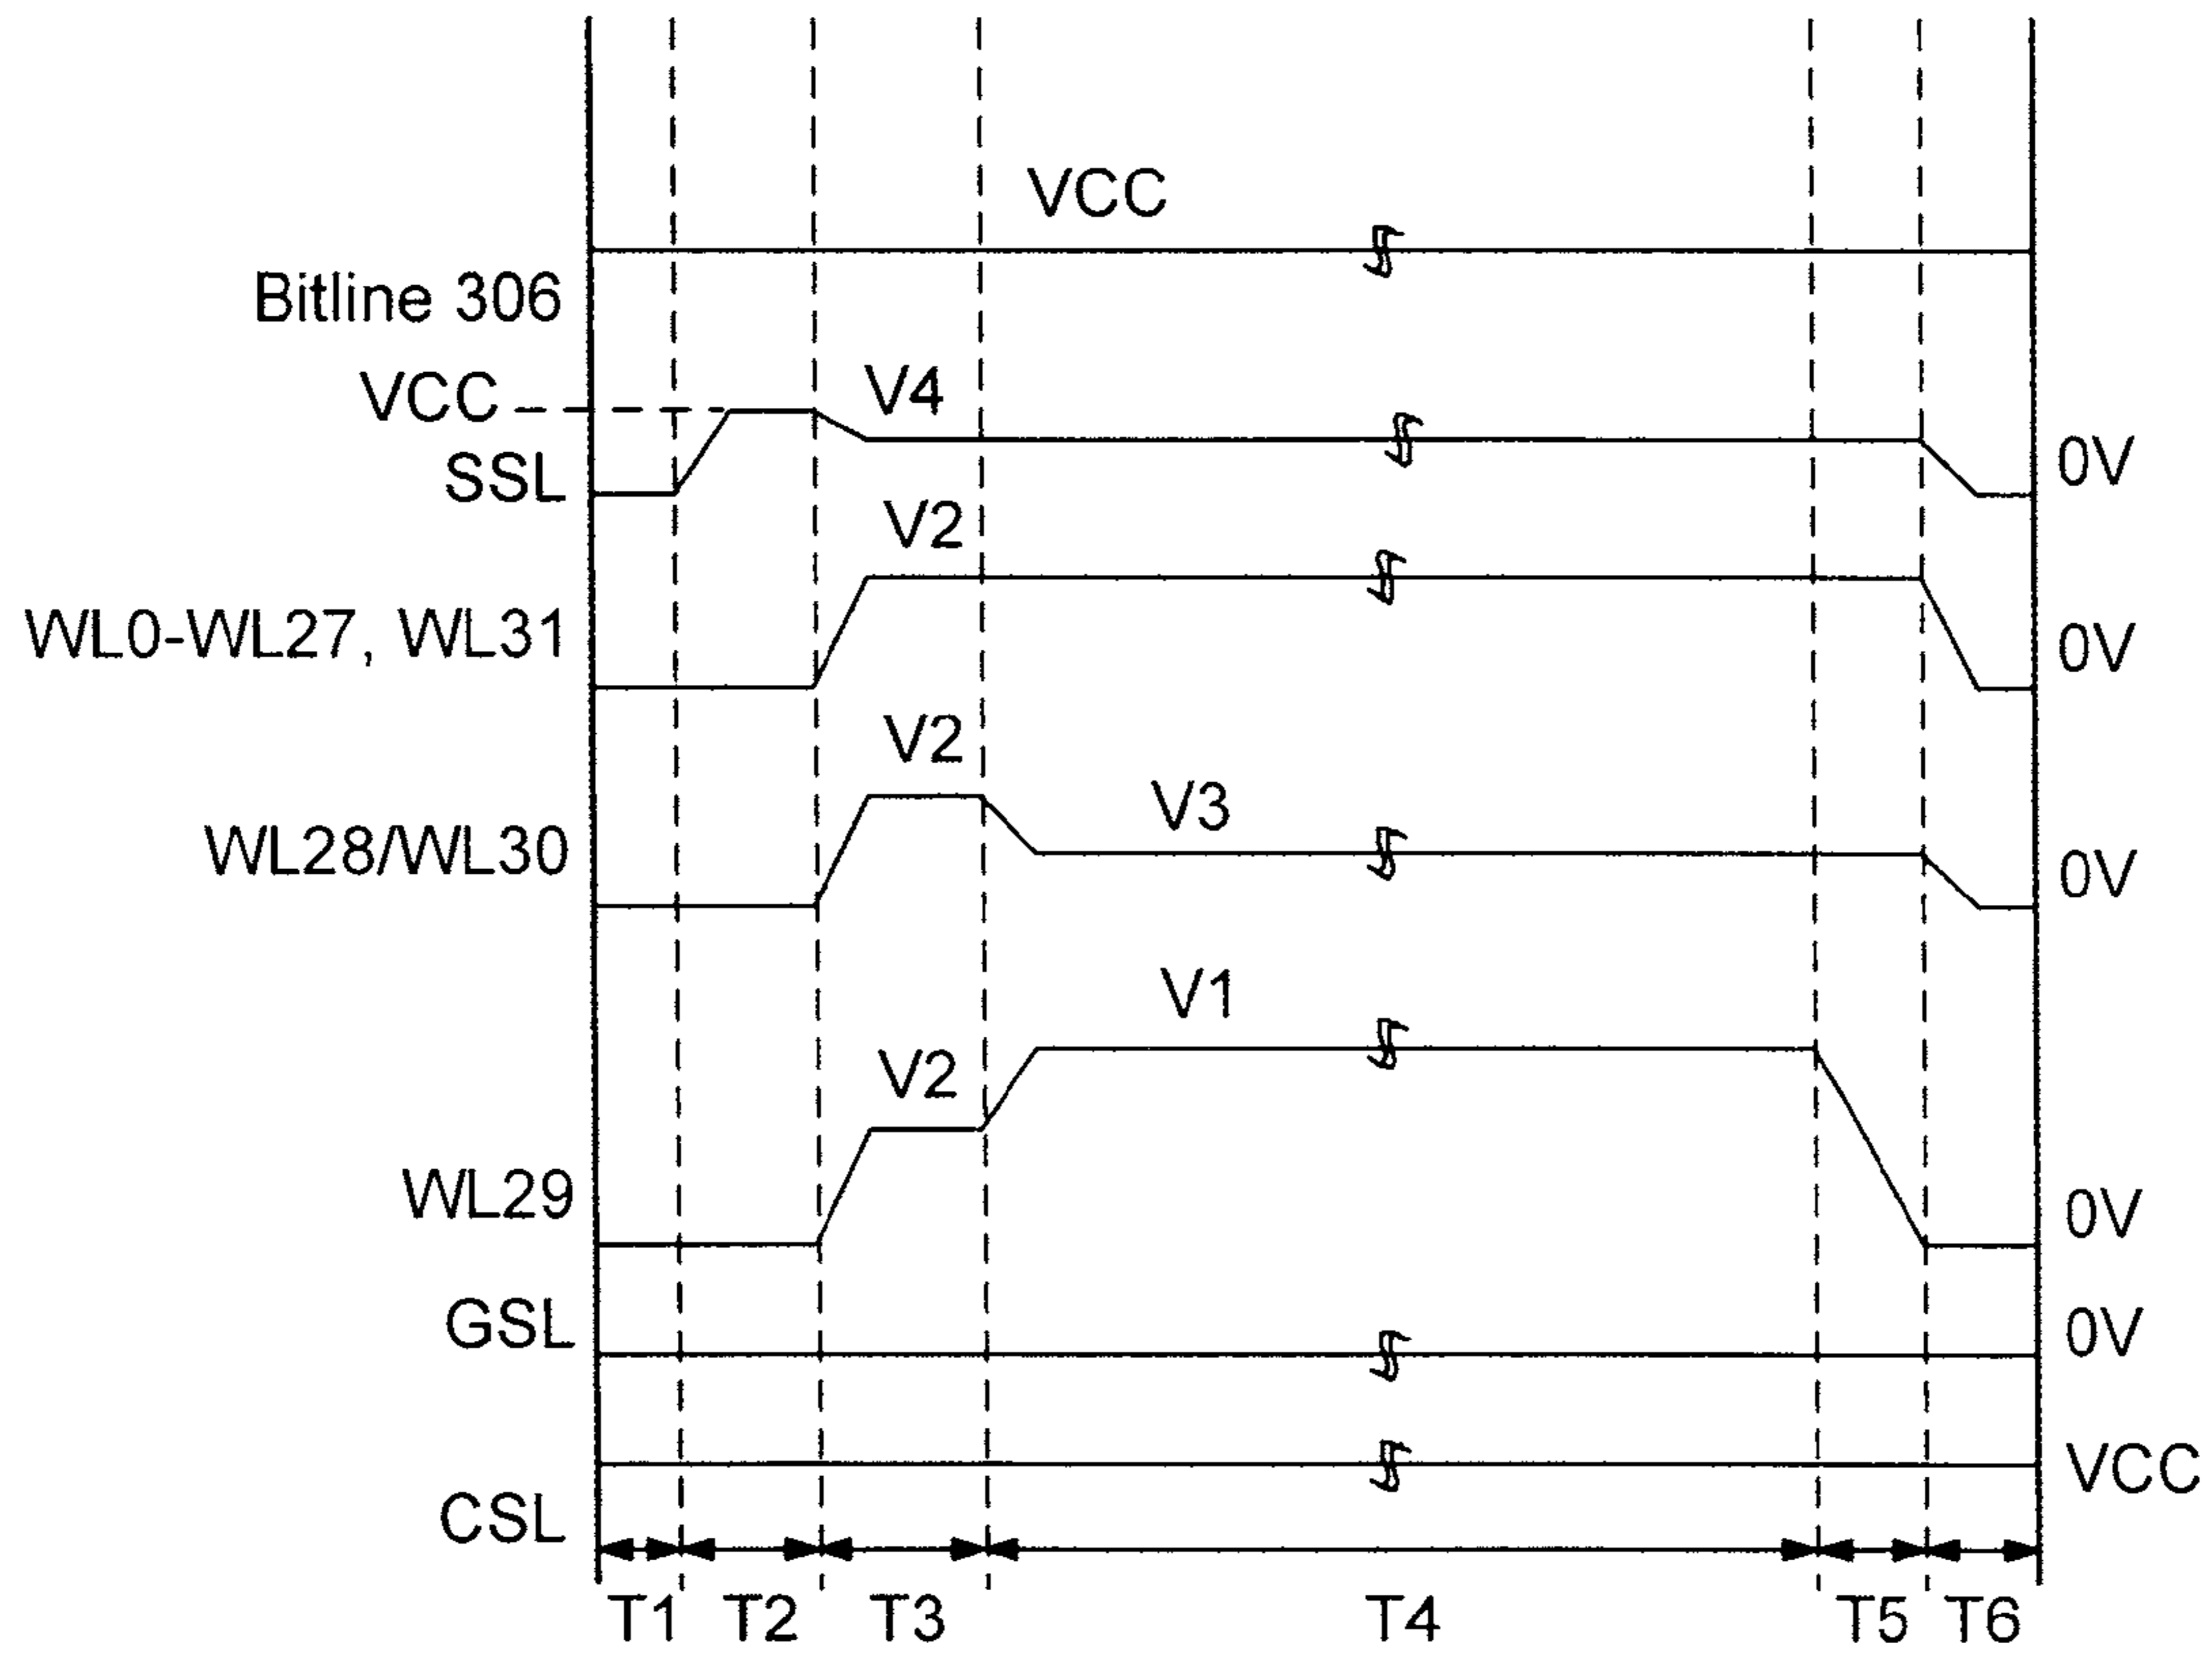 VCC
Bitline 306
VCC
V4
SSL
0V
V2
WL0-WL27, WL31
0V
V2
V3
WL28/WL30
0V
V1
V2
WL29
0V
GSL
0V
VCC
CSL
T1 T2 T3 T4 T5 T6